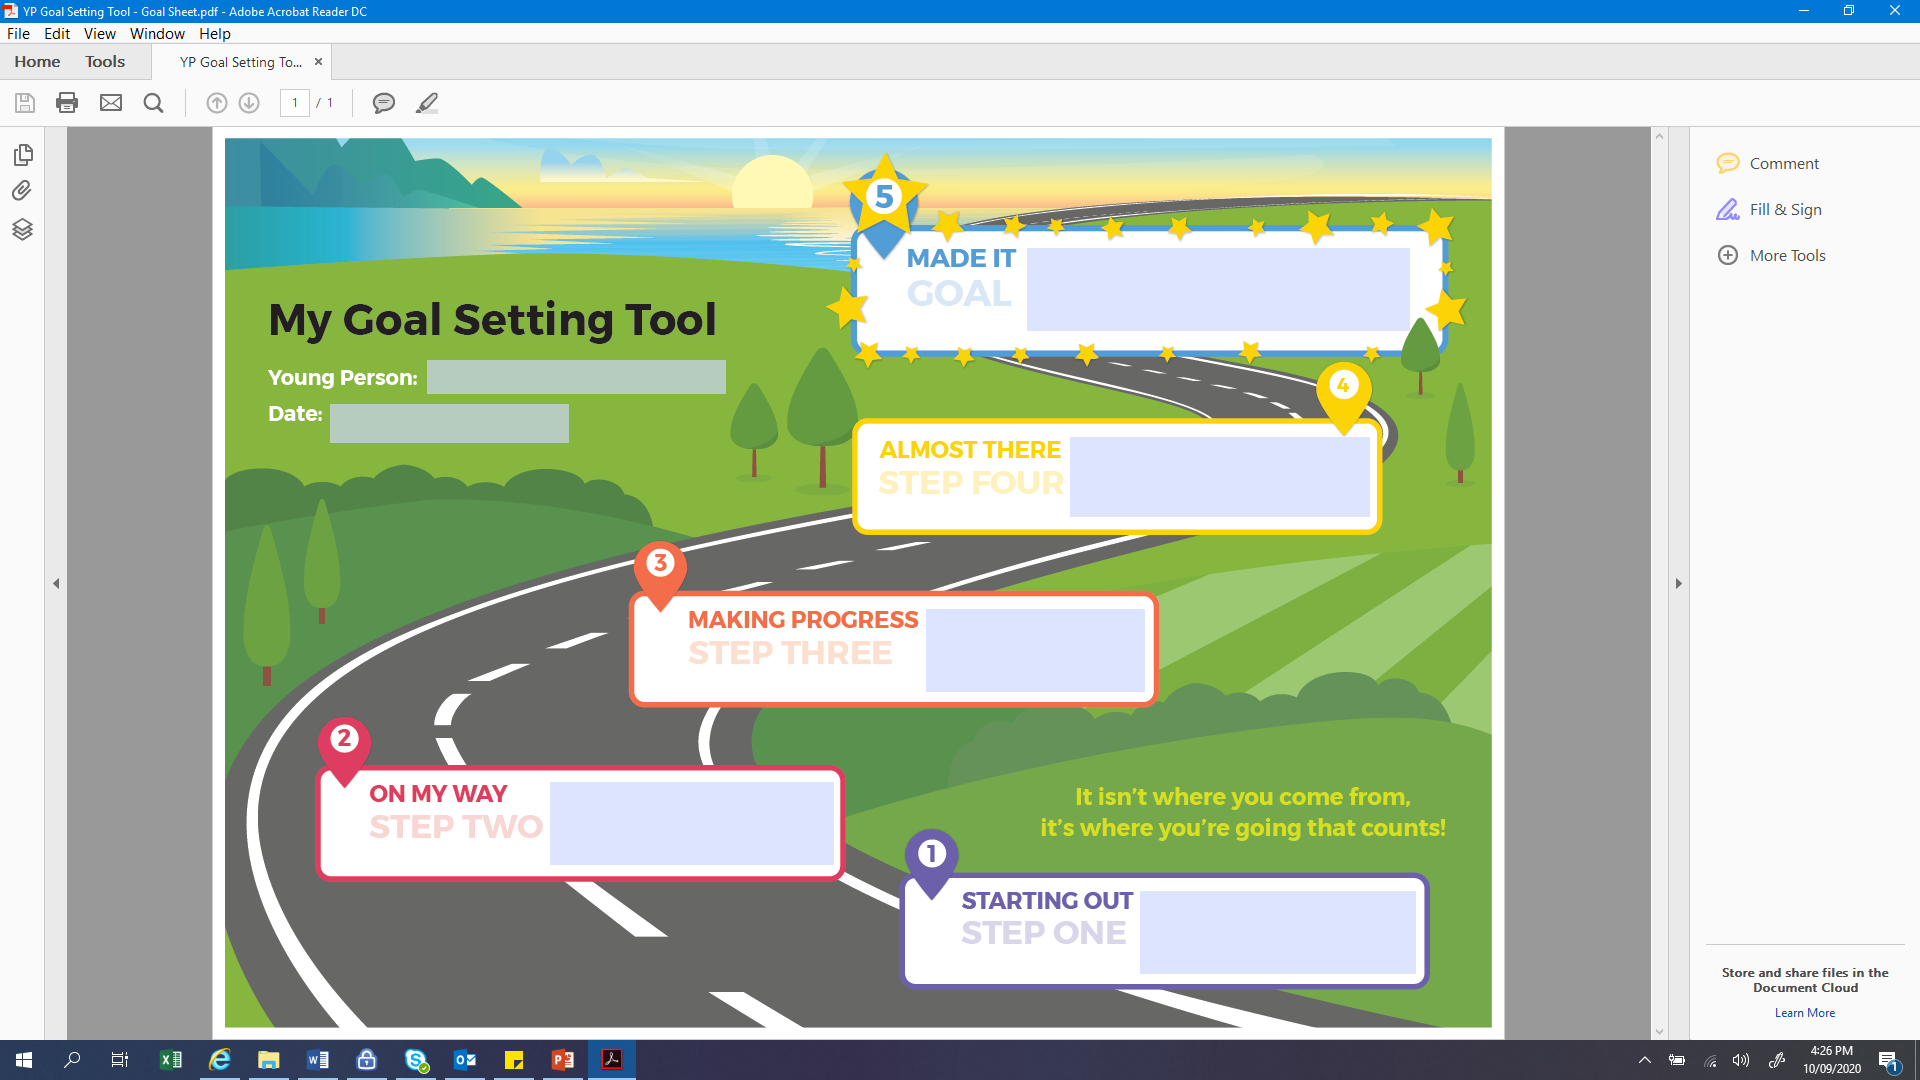 YP Goal Setting Tool - Goal Sheet.pdf - Adobe Acrobat Reader DC
File Edit View Window Help
Home Tools YP Goal Setting To... ×
1 / 1
Comment
Fill & Sign
More Tools
5
MADE IT
GOAL
My Goal Setting Tool
Young Person:
Date:
4
ALMOST THERE
STEP FOUR
3
MAKING PROGRESS
STEP THREE
2
ON MY WAY
STEP TWO
It isn't where you come from,
it's where you're going that counts!
1
STARTING OUT
STEP ONE
Store and share files in the
Document Cloud
Learn More
4:26 PM
10/09/2020
1